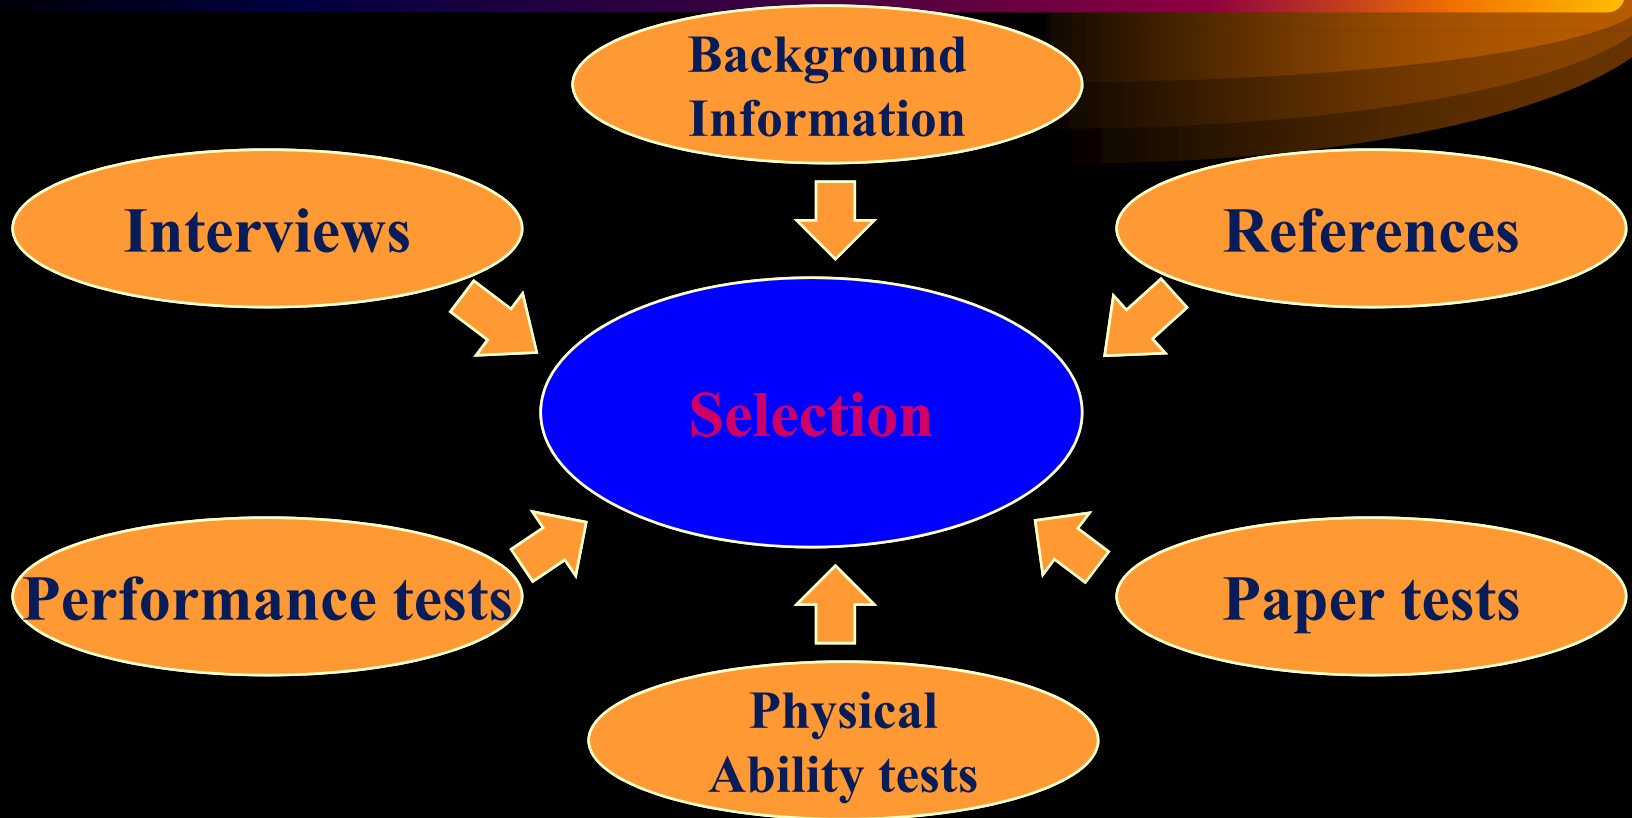 Background
Information
Interviews
References
Selection
Performance tests
Paper tests
Physical
Ability tests